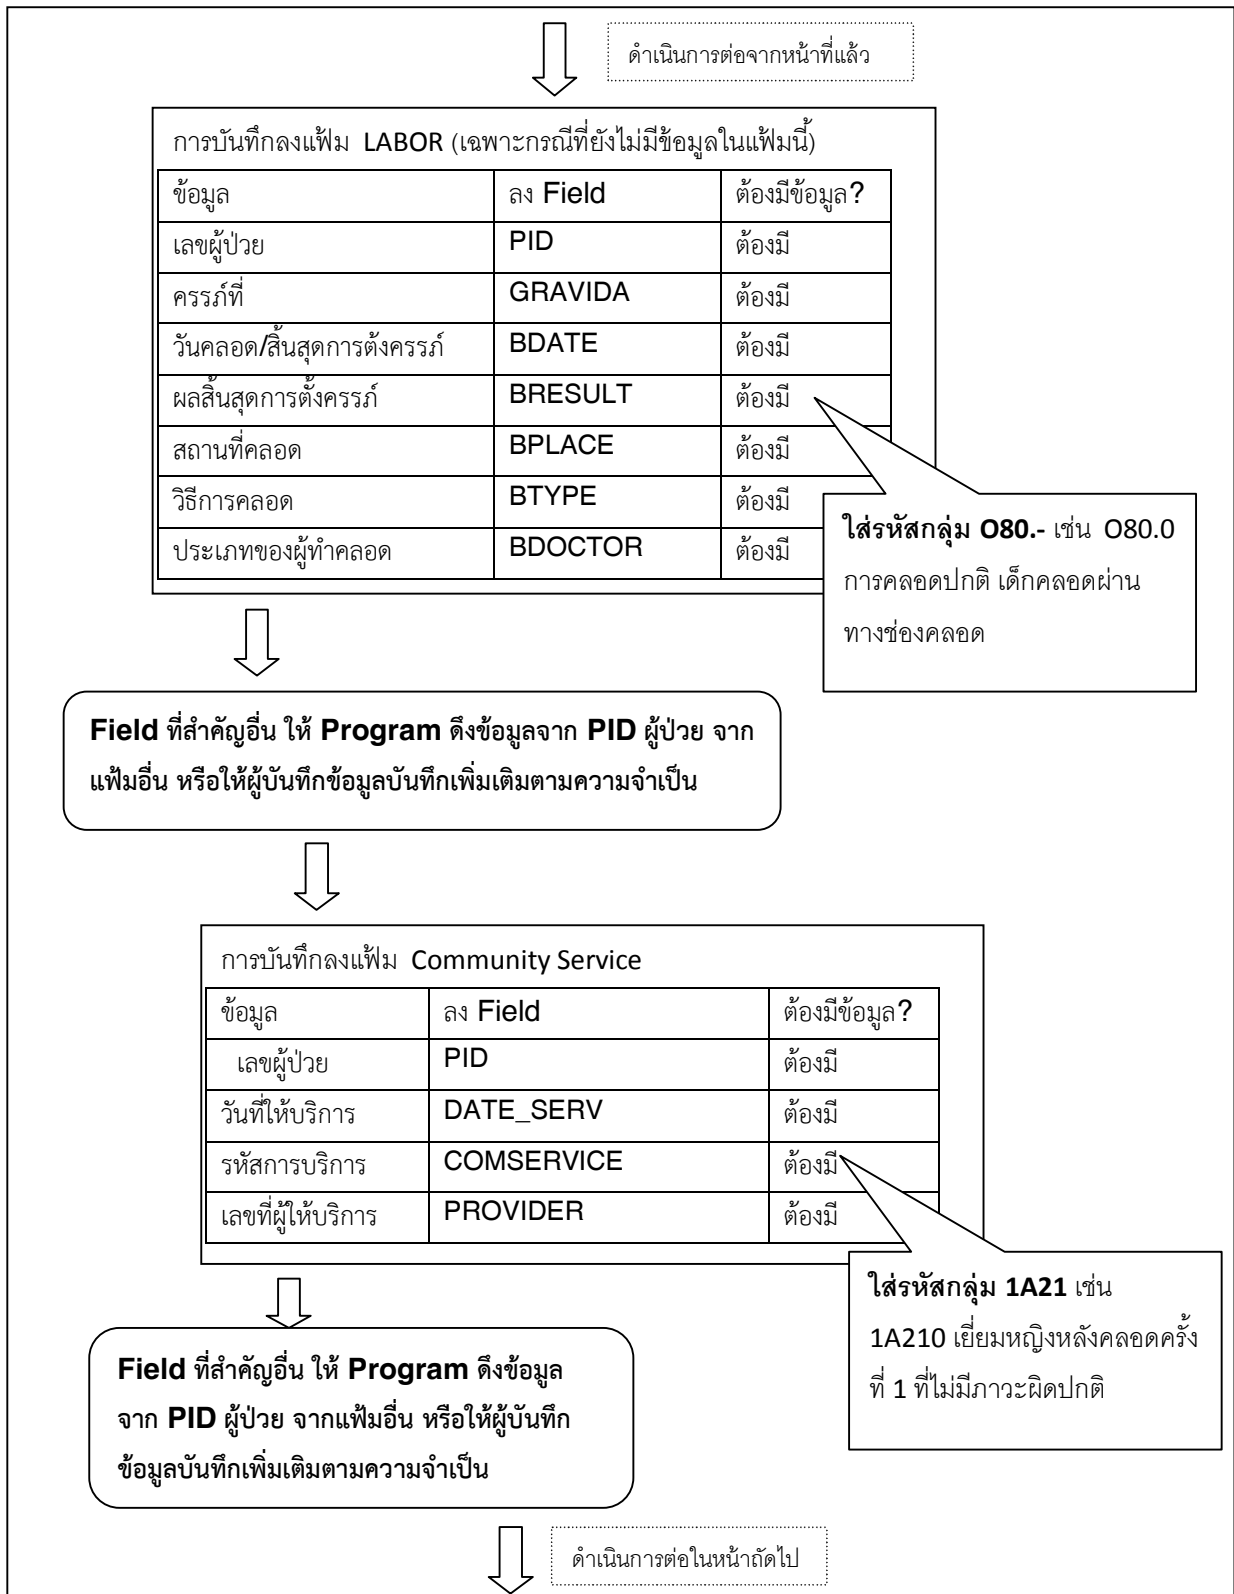 ดำเนินการต่อจากหน้าที่แล้ว
การบันทึกลงแฟ้ม LABOR (เฉพาะกรณีที่ยังไม่มีข้อมูลในแฟ้มนี้)
ข้อมูล ลง Field ต้องมีข้อมูล?
เลขผู้ป่วย PID ต้องมี
ครรภ์ที่ GRAVIDA ต้องมี
วันคลอด/สิ้นสุดการตั้งครรภ์ BDATE ต้องมี
ผลสิ้นสุดการตั้งครรภ์ BRESULT ต้องมี
สถานที่คลอด BPLACE ต้องมี
วิธีการคลอด BTYPE ต้องมี
ประเภทของผู้ทำคลอด BDOCTOR ต้องมี
ใส่รหัสกลุ่ม O80.- เช่น O80.0
การคลอดปกติ เด็กคลอดผ่าน
ทางช่องคลอด
Field ที่สำคัญอื่น ให้ Program ดึงข้อมูลจาก PID ผู้ป่วย จาก
แฟ้มอื่น หรือให้ผู้บันทึกข้อมูลบันทึกเพิ่มเติมตามความจำเป็น
การบันทึกลงแฟ้ม Community Service
ข้อมูล ลง Field ต้องมีข้อมูล?
เลขผู้ป่วย PID ต้องมี
วันที่ให้บริการ DATE_SERV ต้องมี
รหัสการบริการ COMSERVICE ต้องมี
เลขที่ผู้ให้บริการ PROVIDER ต้องมี
ใส่รหัสกลุ่ม 1A21 เช่น
1A210 เยี่ยมหญิงหลังคลอดครั้ง
ที่ 1 ที่ไม่มีภาวะผิดปกติ
Field ที่สำคัญอื่น ให้ Program ดึงข้อมูล
จาก PID ผู้ป่วย จากแฟ้มอื่น หรือให้ผู้บันทึก
ข้อมูลบันทึกเพิ่มเติมตามความจำเป็น
ดำเนินการต่อในหน้าถัดไป